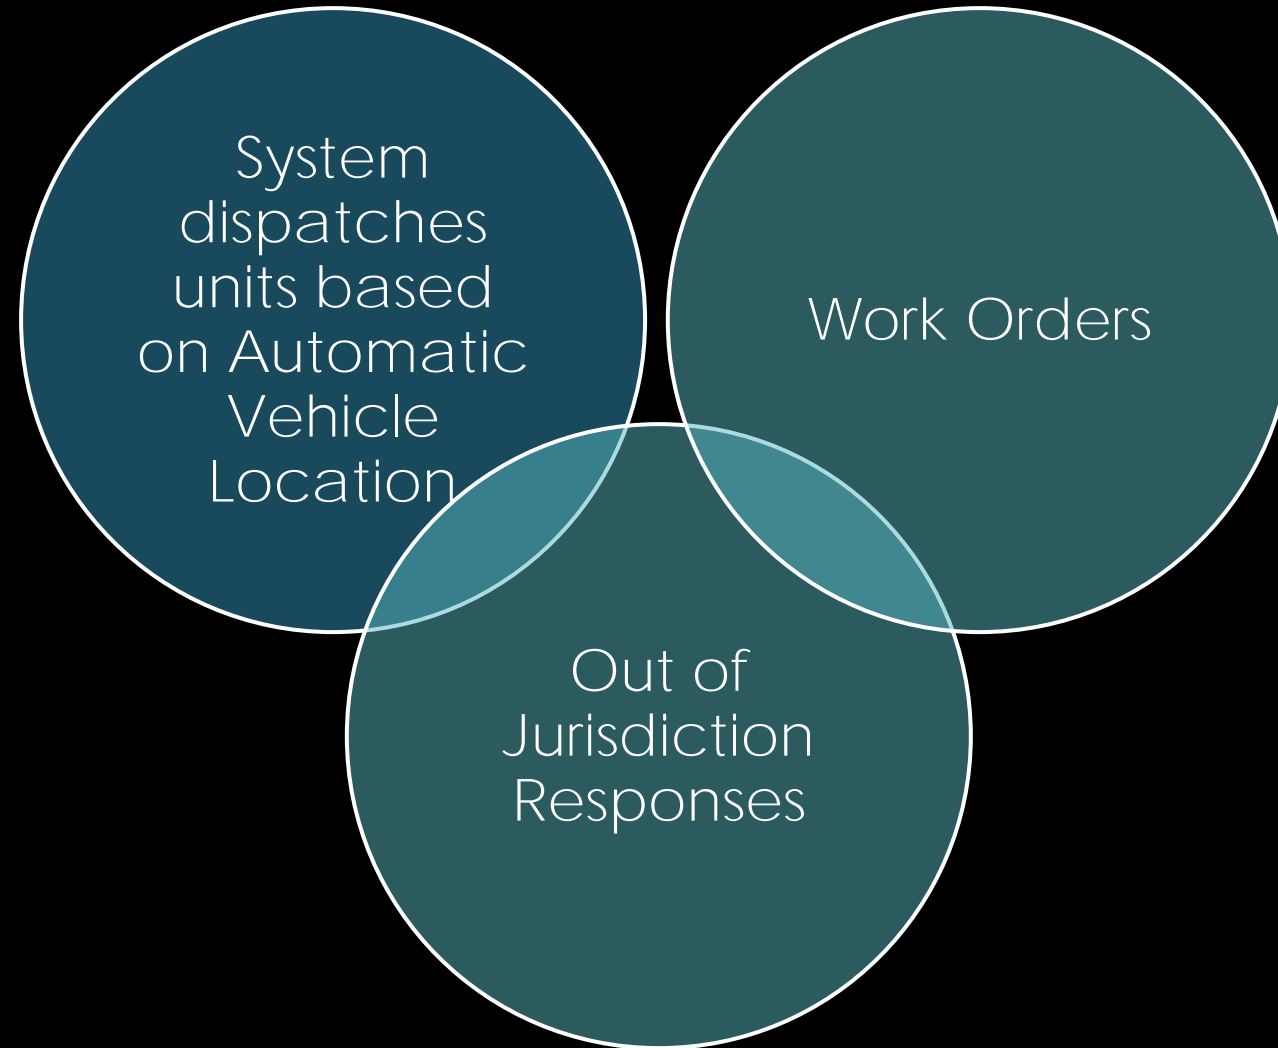 System
dispatches
units based
on Automatic
Vehicle
Location
Work Orders
Out of
Jurisdiction
Responses